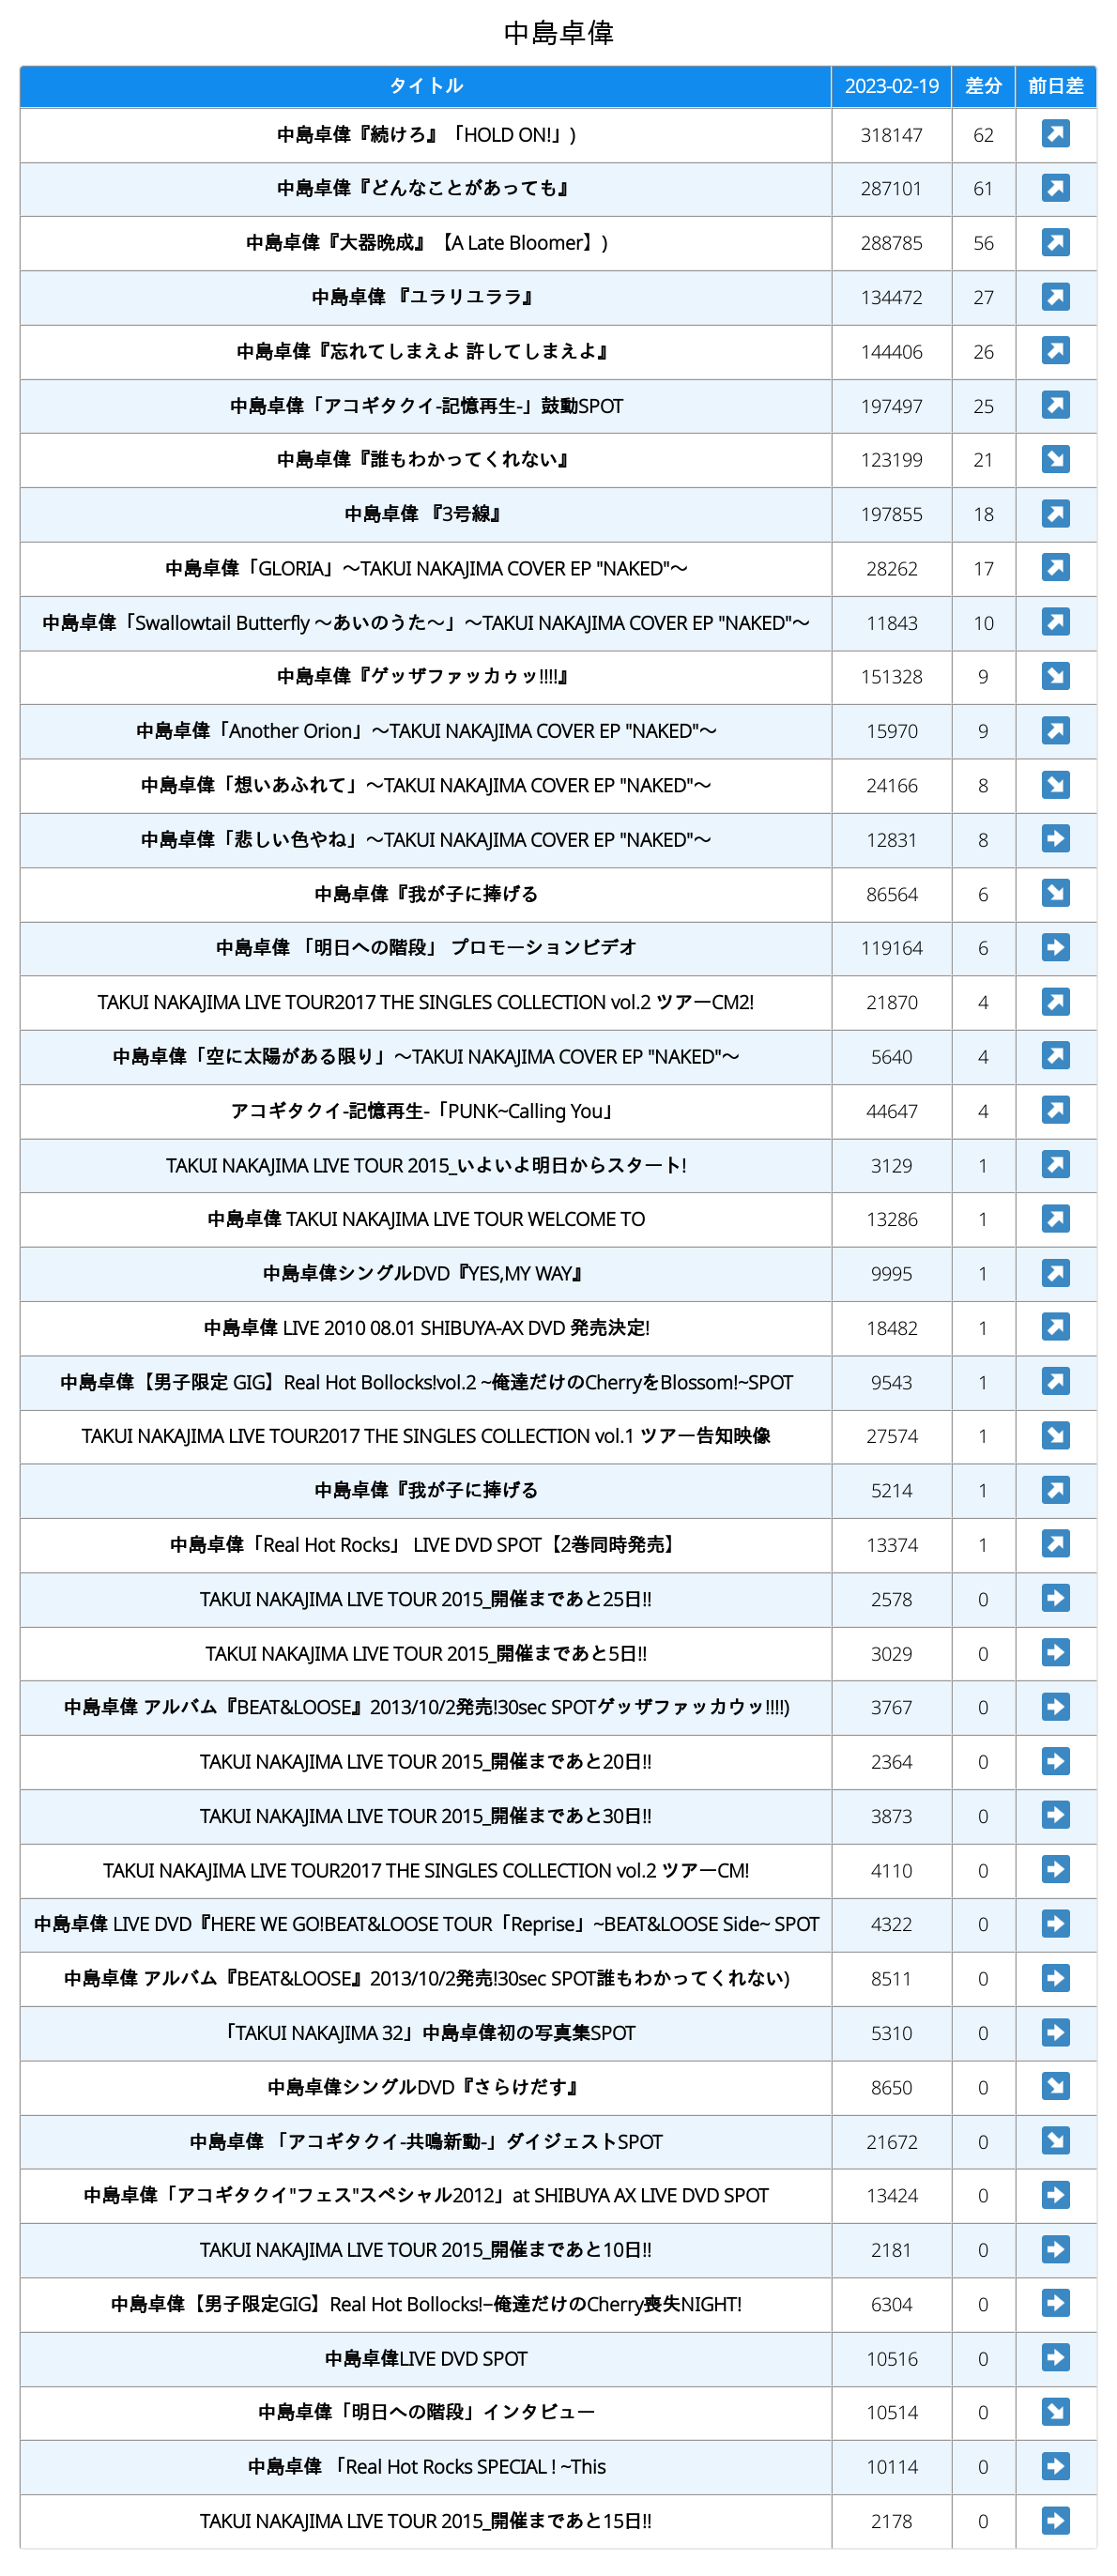 中島卓偉
タイトル 2023-02-19 差分 前日差
中島卓偉『続けろ』「HOLD ON!」) 318147 62 ↗
中島卓偉『どんなことがあっても』 287101 61 ↗
中島卓偉『大器晩成』【A Late Bloomer】) 288785 56 ↗
中島卓偉 『ユラリユララ』 134472 27 ↗
中島卓偉『忘れてしまえよ 許してしまえよ』 144406 26 ↗
中島卓偉「アコギタクイ-記憶再生-」鼓動SPOT 197497 25 ↗
中島卓偉『誰もわかってくれない』 123199 21 ↘
中島卓偉 『3号線』 197855 18 ↗
中島卓偉「GLORIA」〜TAKUI NAKAJIMA COVER EP "NAKED"〜 28262 17 ↗
中島卓偉「Swallowtail Butterfly 〜あいのうた〜」〜TAKUI NAKAJIMA COVER EP "NAKED"〜 11843 10 ↗
中島卓偉『ゲッザファッカゥッ!!!!』 151328 9 ↘
中島卓偉「Another Orion」〜TAKUI NAKAJIMA COVER EP "NAKED"〜 15970 9 ↗
中島卓偉「想いあふれて」〜TAKUI NAKAJIMA COVER EP "NAKED"〜 24166 8 ↘
中島卓偉「悲しい色やね」〜TAKUI NAKAJIMA COVER EP "NAKED"〜 12831 8 ➡
中島卓偉『我が子に捧げる 86564 6 ↘
中島卓偉 「明日への階段」 プロモーションビデオ 119164 6 ➡
TAKUI NAKAJIMA LIVE TOUR2017 THE SINGLES COLLECTION vol.2 ツアーCM2! 21870 4 ↗
中島卓偉「空に太陽がある限り」〜TAKUI NAKAJIMA COVER EP "NAKED"〜 5640 4 ↗
アコギタクイ-記憶再生-「PUNK~Calling You」 44647 4 ↗
TAKUI NAKAJIMA LIVE TOUR 2015_いよいよ明日からスタート! 3129 1 ↗
中島卓偉 TAKUI NAKAJIMA LIVE TOUR WELCOME TO 13286 1 ↗
中島卓偉シングルDVD『YES,MY WAY』 9995 1 ↗
中島卓偉 LIVE 2010 08.01 SHIBUYA-AX DVD 発売決定! 18482 1 ↗
中島卓偉【男子限定 GIG】Real Hot Bollocks!vol.2 ~俺達だけのCherryをBlossom!~SPOT 9543 1 ↗
TAKUI NAKAJIMA LIVE TOUR2017 THE SINGLES COLLECTION vol.1 ツアー告知映像 27574 1 ↘
中島卓偉『我が子に捧げる 5214 1 ↗
中島卓偉「Real Hot Rocks」 LIVE DVD SPOT【2巻同時発売】 13374 1 ↗
TAKUI NAKAJIMA LIVE TOUR 2015_開催まであと25日!! 2578 0 ➡
TAKUI NAKAJIMA LIVE TOUR 2015_開催まであと5日!! 3029 0 ➡
中島卓偉 アルバム『BEAT&LOOSE』2013/10/2発売!30sec SPOTゲッザファッカウッ!!!!) 3767 0 ➡
TAKUI NAKAJIMA LIVE TOUR 2015_開催まであと20日!! 2364 0 ➡
TAKUI NAKAJIMA LIVE TOUR 2015_開催まであと30日!! 3873 0 ➡
TAKUI NAKAJIMA LIVE TOUR2017 THE SINGLES COLLECTION vol.2 ツアーCM! 4110 0 ➡
中島卓偉 LIVE DVD『HERE WE GO!BEAT&LOOSE TOUR「Reprise」~BEAT&LOOSE Side~ SPOT 4322 0 ➡
中島卓偉 アルバム『BEAT&LOOSE』2013/10/2発売!30sec SPOT誰もわかってくれない) 8511 0 ➡
「TAKUI NAKAJIMA 32」中島卓偉初の写真集SPOT 5310 0 ➡
中島卓偉シングルDVD『さらけだす』 8650 0 ↘
中島卓偉 「アコギタクイ-共鳴新動-」ダイジェストSPOT 21672 0 ↘
中島卓偉「アコギタクイ"フェス"スペシャル2012」at SHIBUYA AX LIVE DVD SPOT 13424 0 ➡
TAKUI NAKAJIMA LIVE TOUR 2015_開催まであと10日!! 2181 0 ➡
中島卓偉【男子限定GIG】Real Hot Bollocks!−俺達だけのCherry喪失NIGHT! 6304 0 ➡
中島卓偉LIVE DVD SPOT 10516 0 ➡
中島卓偉「明日への階段」インタビュー 10514 0 ↘
中島卓偉 「Real Hot Rocks SPECIAL ! ~This 10114 0 ➡
TAKUI NAKAJIMA LIVE TOUR 2015_開催まであと15日!! 2178 0 ➡